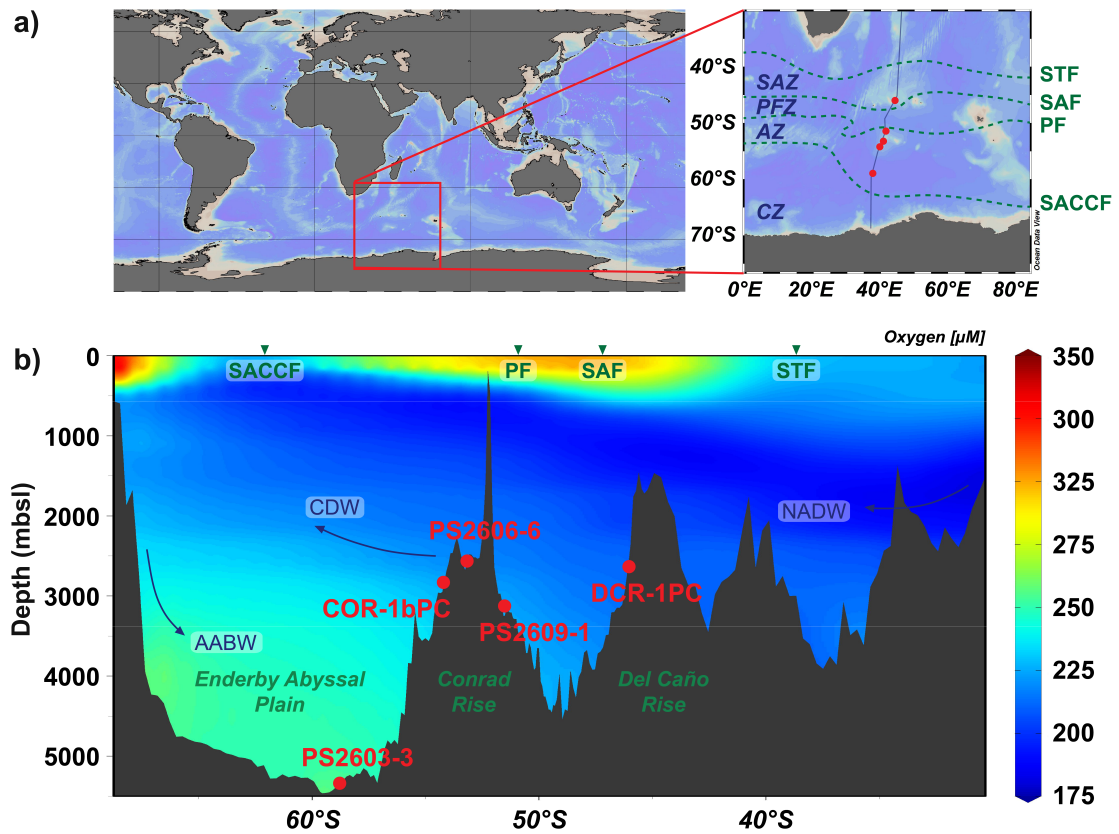 a)
40°S
50°S
60°S
70°S
0°E
20°E
40°E
60°E
80°E
SAZ
PFZ
AZ
CZ
STF
SAF
PF
SACCF
Ocean Data View
b)
Oxygen [µM]
SACCF
PF
SAF
STF
0
1000
2000
3000
4000
5000
Depth (mbsl)
CDW
NADW
AABW
PS2606-6
COR-1bPC
PS2609-1
DCR-1PC
PS2603-3
Enderby Abyssal
Plain
Conrad
Rise
Del Caño
Rise
60°S
50°S
40°S
350
300
325
275
250
225
200
175